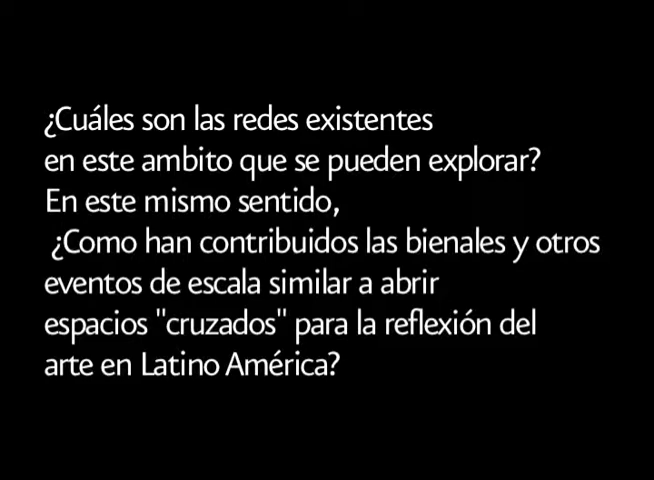 ¿Cuáles son las redes existentes
en este ambito que se pueden explorar?
En este mismo sentido,
¿Como han contribuidos las bienales y otros
eventos de escala similar a abrir
espacios "cruzados" para la reflexión del
arte en Latino América?